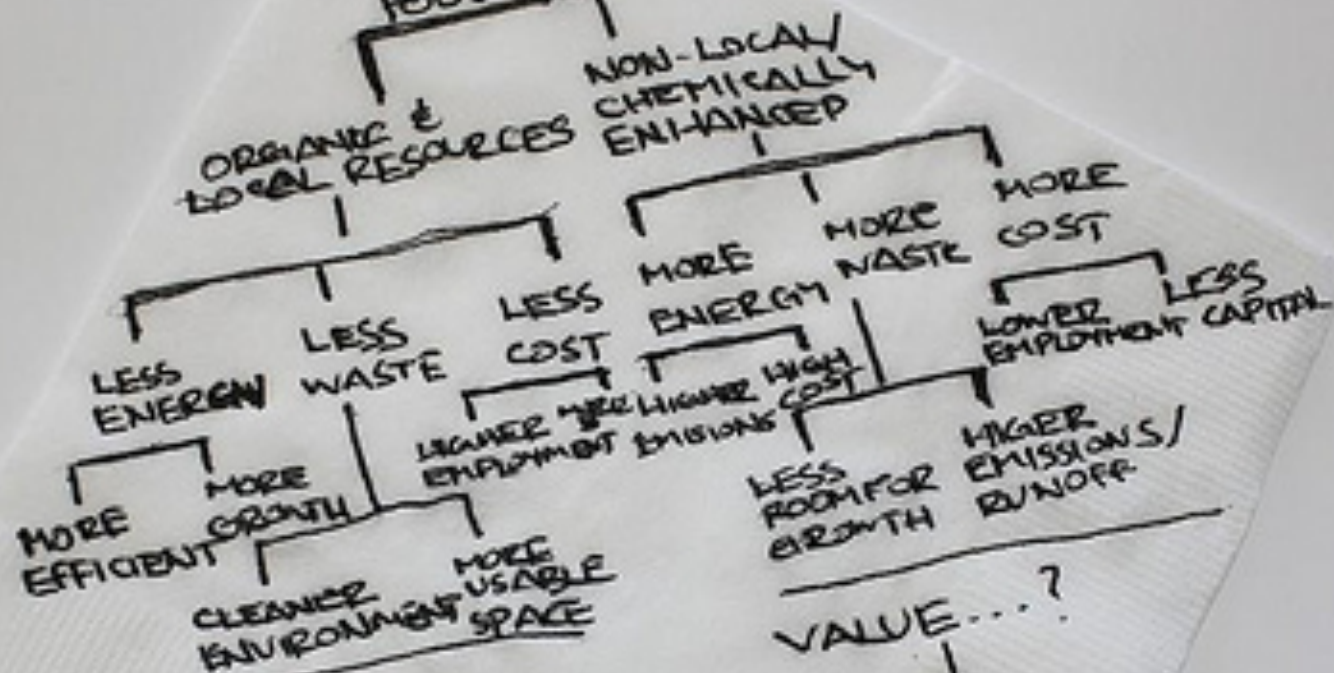 ORGANIC &
LOCAL RESOURCES
NON-LOCAL/
CHEMICALLY
ENHANCED
LESS
ENERGY
LESS
WASTE
LESS
COST
MORE
ENERGY
MORE
WASTE
MORE
COST
MORE
EFFICIENT
MORE
GROWTH
CLEANER
ENVIRONMENT
MORE
USABLE
SPACE
HIGHER
EMPLOYMENT
HIGHER
EMISIONS
HIGH
COST
LESS
ROOM FOR
GROWTH
HIGER
EMISSIONS/
RUNOFF
LOWER
EMPLOYMENT
LESS
CAPITAL
VALUE...?